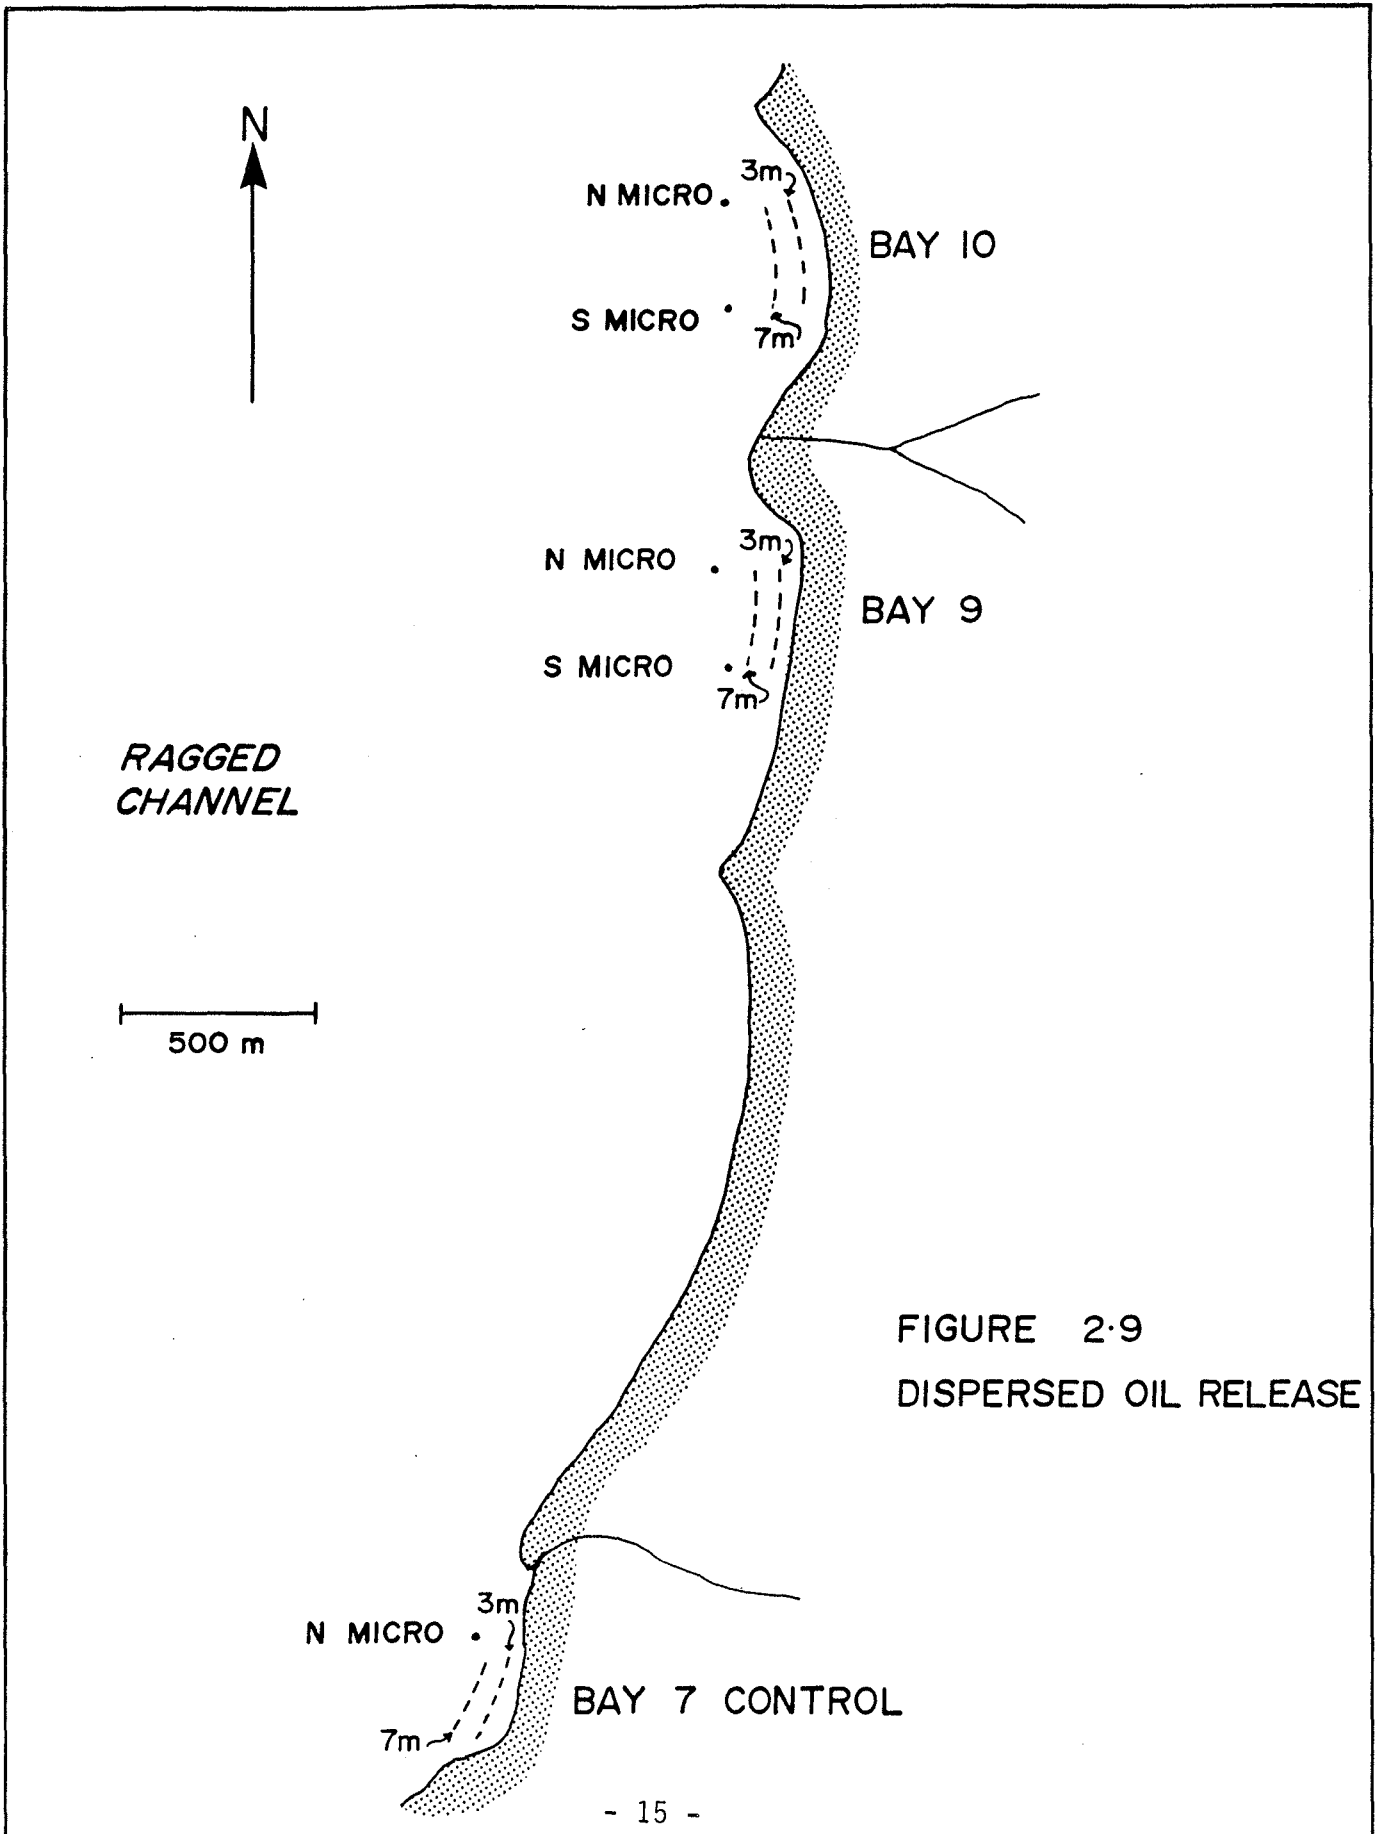 N
3m
N MICRO
BAY 10
S MICRO
7m
3m
N MICRO
BAY 9
S MICRO
7m
RAGGED
CHANNEL
500 m
FIGURE 2·9
DISPERSED OIL RELEASE
3m
N MICRO
BAY 7 CONTROL
7m
- 15 -